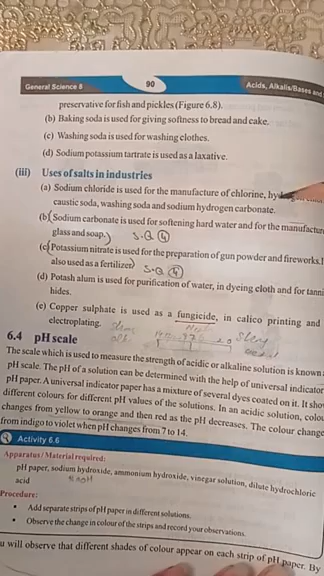 General Science 8
90
Acids, Alkalis/Bases and
preservative for fish and pickles (Figure 6.8).
(b) Baking soda is used for giving softness to bread and cake.
(c) Washing soda is used for washing clothes.
(d) Sodium potassium tartrate is used as a laxative.
(iii) Uses of salts in industries
(a) Sodium chloride is used for the manufacture of chlorine,
caustic soda, washing soda and sodium hydrogen carbonate.
(b) Sodium carbonate is used for softening hard water and for the manufacture
glass and soap. S.Q 4
(c) Potassium nitrate is used for the preparation of gun powder and fireworks.
also used as a fertilizer) S-Q 4
(d) Potash alum is used for purification of water, in dyeing cloth and for tanni
hides.
(e) Copper sulphate is used as a fungicide, in calico printing and
electroplating.
6.4 pH scale
The scale which is used to measure the strength of acidic or alkaline solution is known
pH scale. The pH of a solution can be determined with the help of universal indicator
pH paper. A universal indicator paper has a mixture of several dyes coated on it. It show
different colours for different pH values of the solutions. In an acidic solution, colou
changes from yellow to orange and then red as the pH decreases. The colour change
from indigo to violet when pH changes from 7 to 14.
Activity 6.6
Apparatus / Material required:
pH paper, sodium hydroxide, ammonium hydroxide, vinegar solution, dilute hydrochloric
acid NaoH
Procedure:
• Add separate strips of pH paper in different solutions.
• Observe the change in colour of the strips and record your observations.
u will observe that different shades of colour appear on each strip of pH paper. By